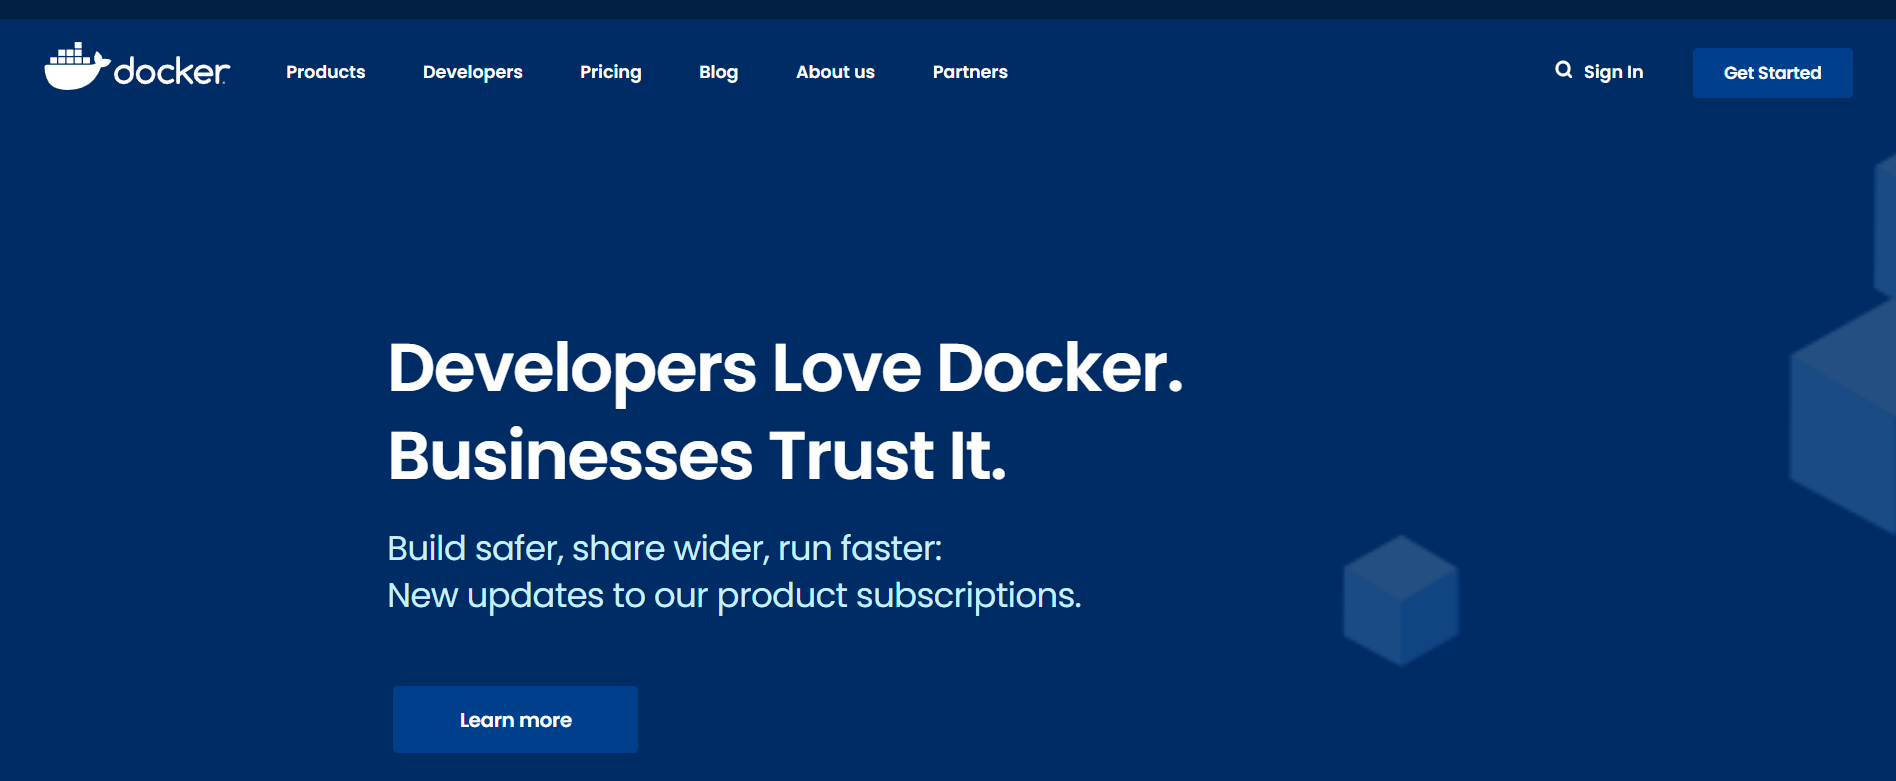 docker
Products Developers Pricing Blog About us Partners Sign In Get Started
Developers Love Docker.
Businesses Trust It.
Build safer, share wider, run faster:
New updates to our product subscriptions.
Learn more